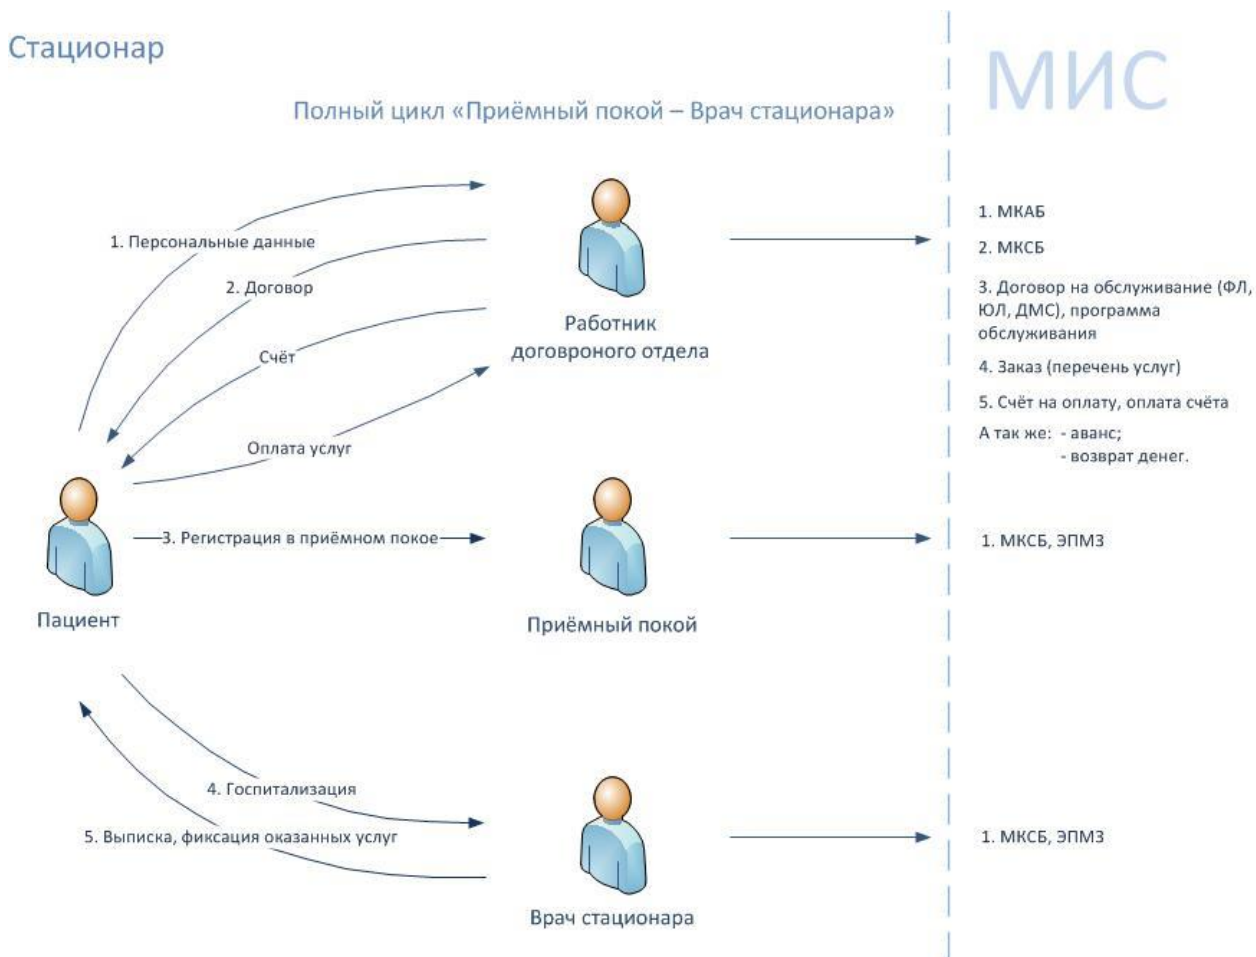 Стационар
МИС
Полный цикл «Приёмный покой – Врач стационара»
1. Персональные данные
2. Договор
Счёт
Оплата услуг
Работник
договроного отдела
1. МКАБ
2. МКСБ
3. Договор на обслуживание (ФЛ,
ЮЛ, ДМС), программа
обслуживания
4. Заказ (перечень услуг)
5. Счёт на оплату, оплата счёта
А так же: - аванс;
- возврат денег.
Пациент
3. Регистрация в приёмном покое
Приёмный покой
1. МКСБ, ЭПМЗ
4. Госпитализация
5. Выписка, фиксация оказанных услуг
Врач стационара
1. МКСБ, ЭПМЗ